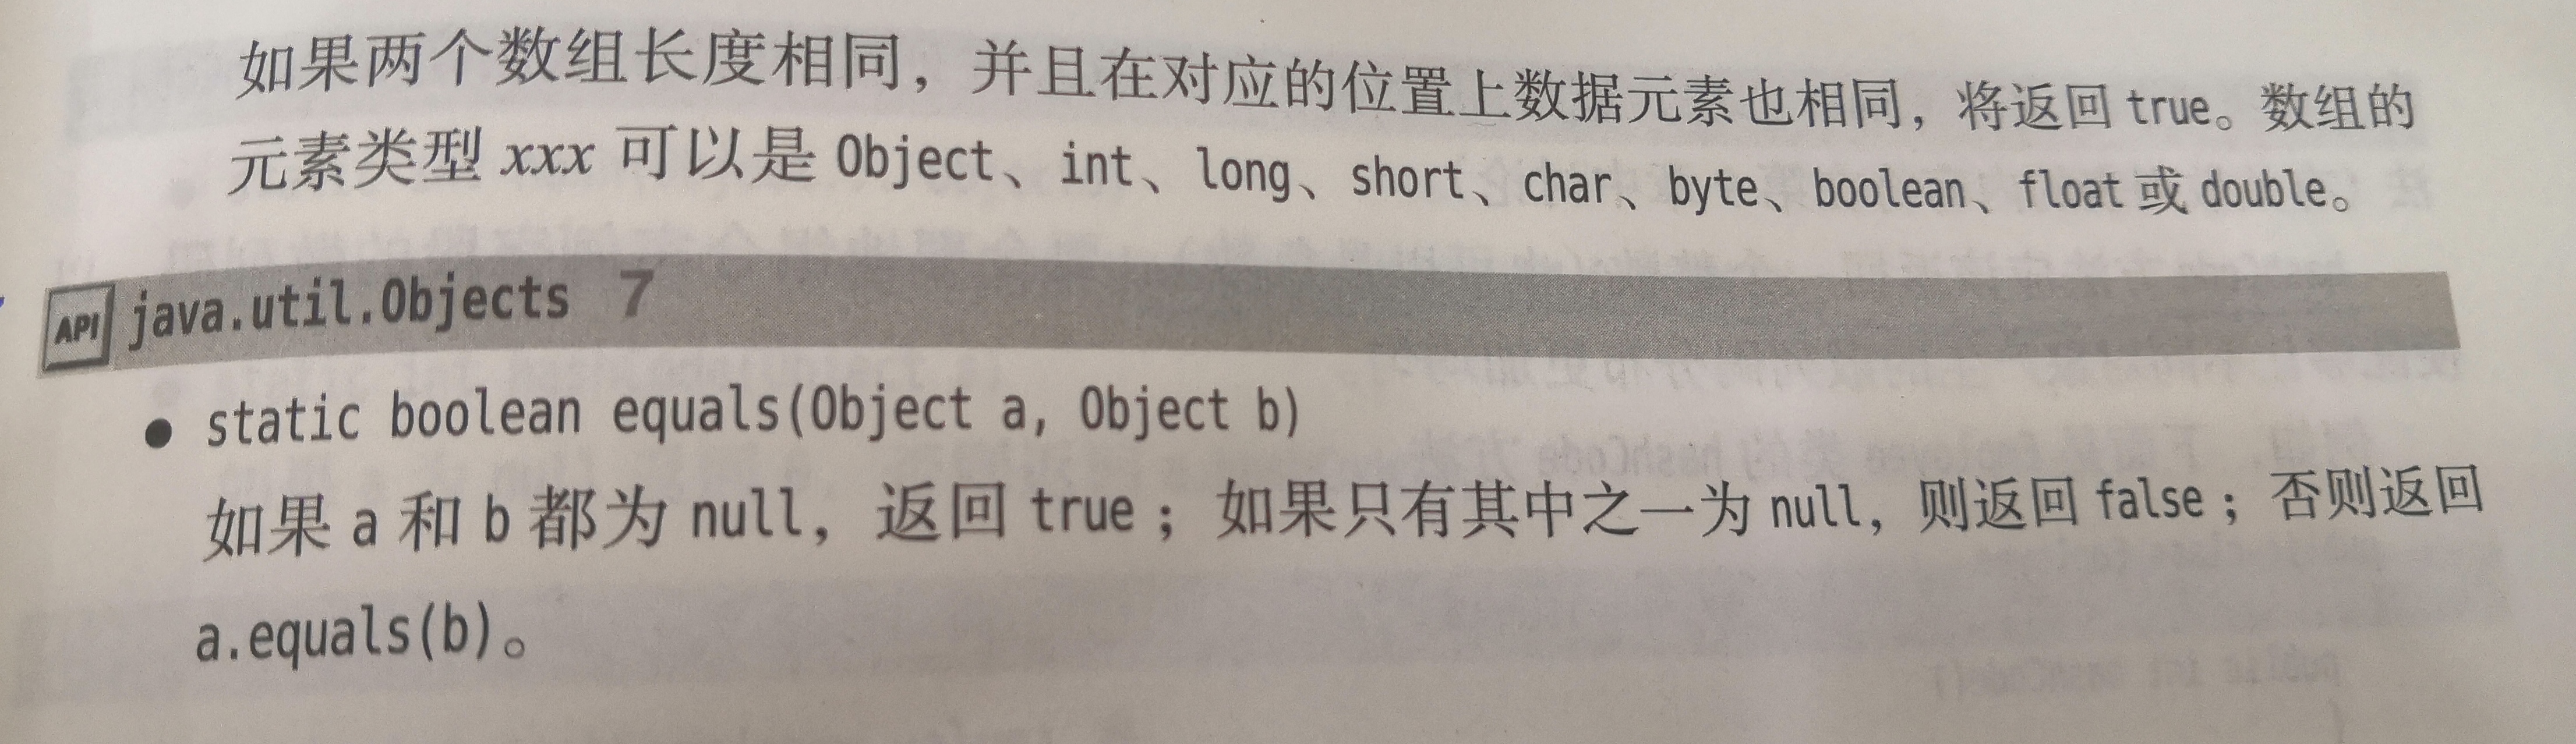 如果两个数组长度相同，并且在对应的位置上数据元素也相同，将返回 true。数组的
元素类型 xxx 可以是 Object、int、long、short、char、byte、boolean、float 或 double。
API java.util.Objects 7
● static boolean equals(Object a, Object b)
如果 a 和 b 都为 null，返回 true；如果只有其中之一为 null，则返回 false；否则返回
a.equals(b)。